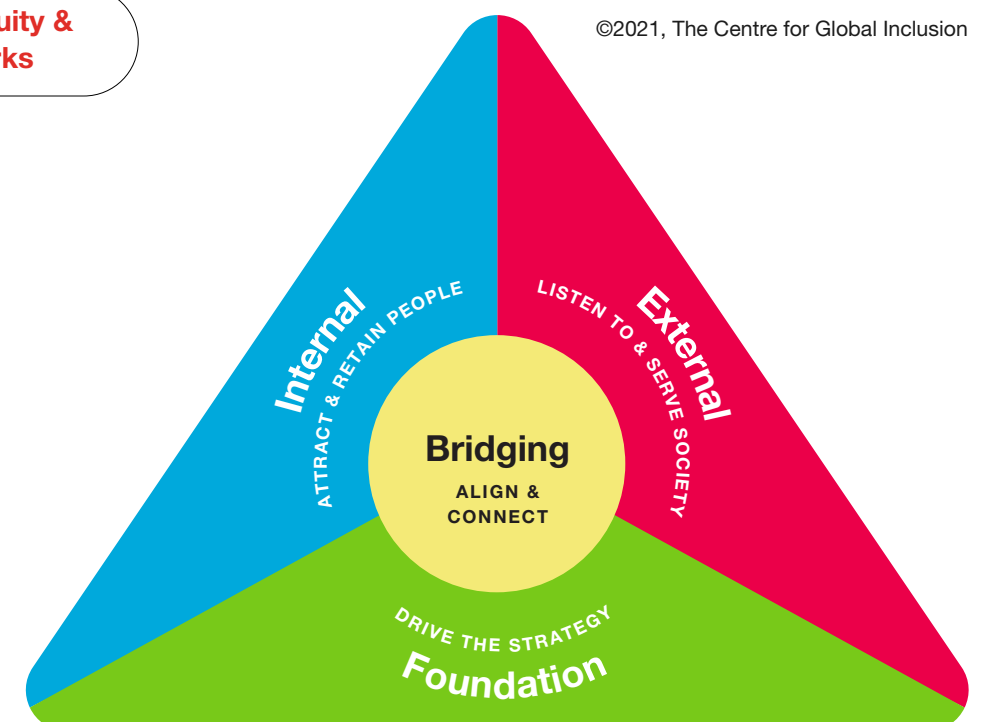 uity &
rks
©2021, The Centre for Global Inclusion
Internal
ATTRACT & RETAIN PEOPLE
External
LISTEN TO & SERVE SOCIETY
Bridging
ALIGN &
CONNECT
DRIVE THE STRATEGY
Foundation